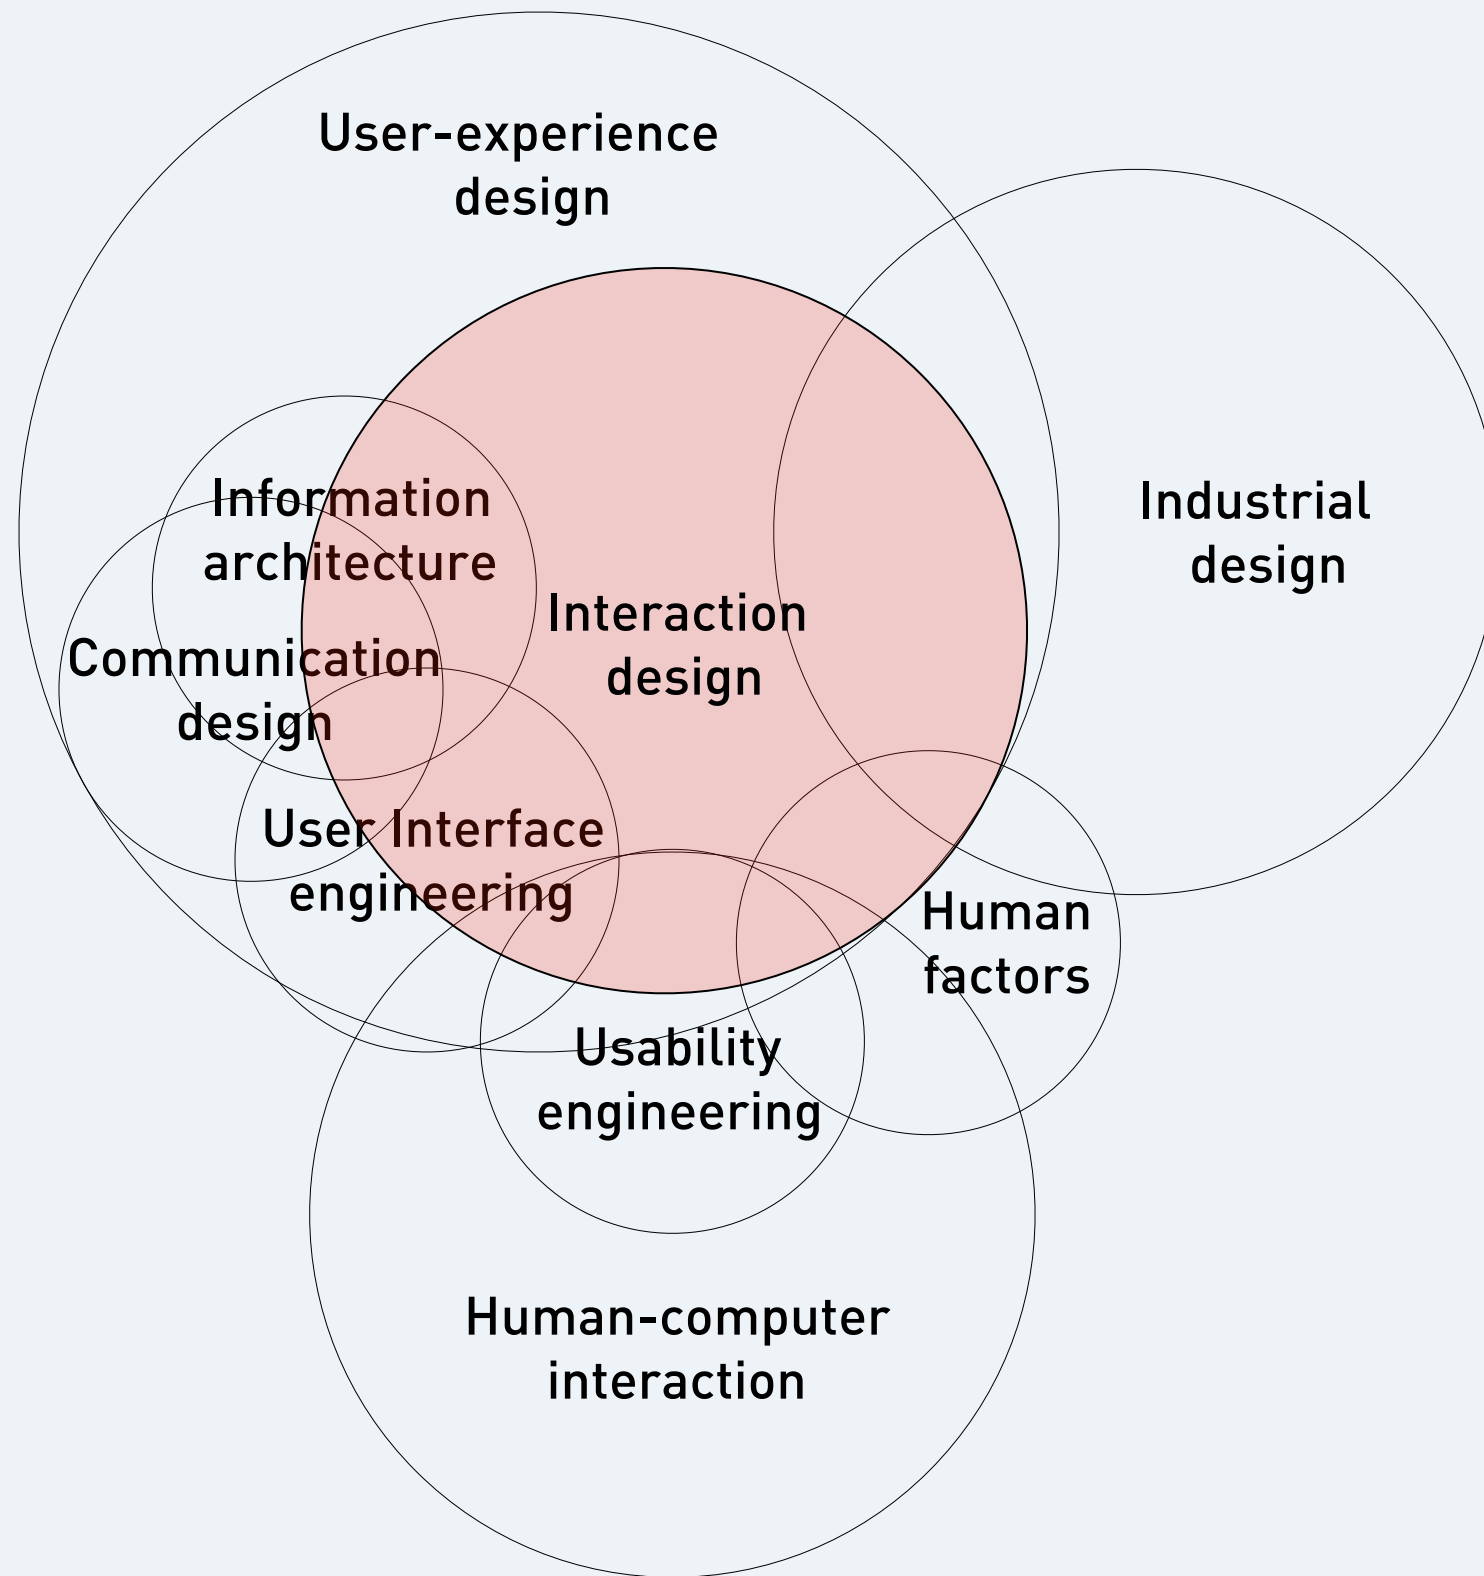 User-experience
design
Information
architecture
Industrial
design
Interaction
design
Communication
design
User Interface
engineering
Human
factors
Usability
engineering
Human-computer
interaction